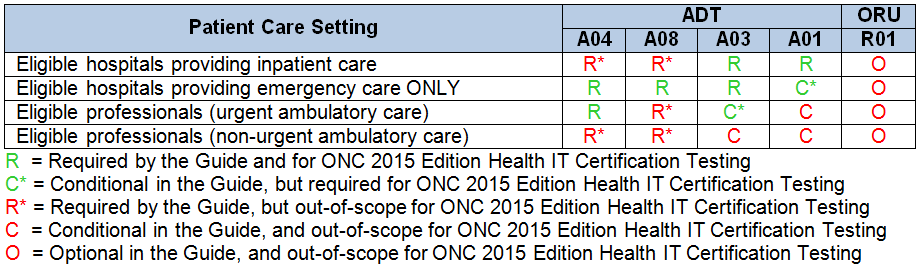 Patient Care Setting ADT ORU
A04 A08 A03 A01 R01
Eligible hospitals providing inpatient care R* R* R R O
Eligible hospitals providing emergency care ONLY R R R C* O
Eligible professionals (urgent ambulatory care) R R* C* C O
Eligible professionals (non-urgent ambulatory care) R* R* C C O
R = Required by the Guide and for ONC 2015 Edition Health IT Certification Testing
C* = Conditional in the Guide, but required for ONC 2015 Edition Health IT Certification Testing
R* = Required by the Guide, but out-of-scope for ONC 2015 Edition Health IT Certification Testing
C = Conditional in the Guide, and out-of-scope for ONC 2015 Edition Health IT Certification Testing
O = Optional in the Guide, and out-of-scope for ONC 2015 Edition Health IT Certification Testing